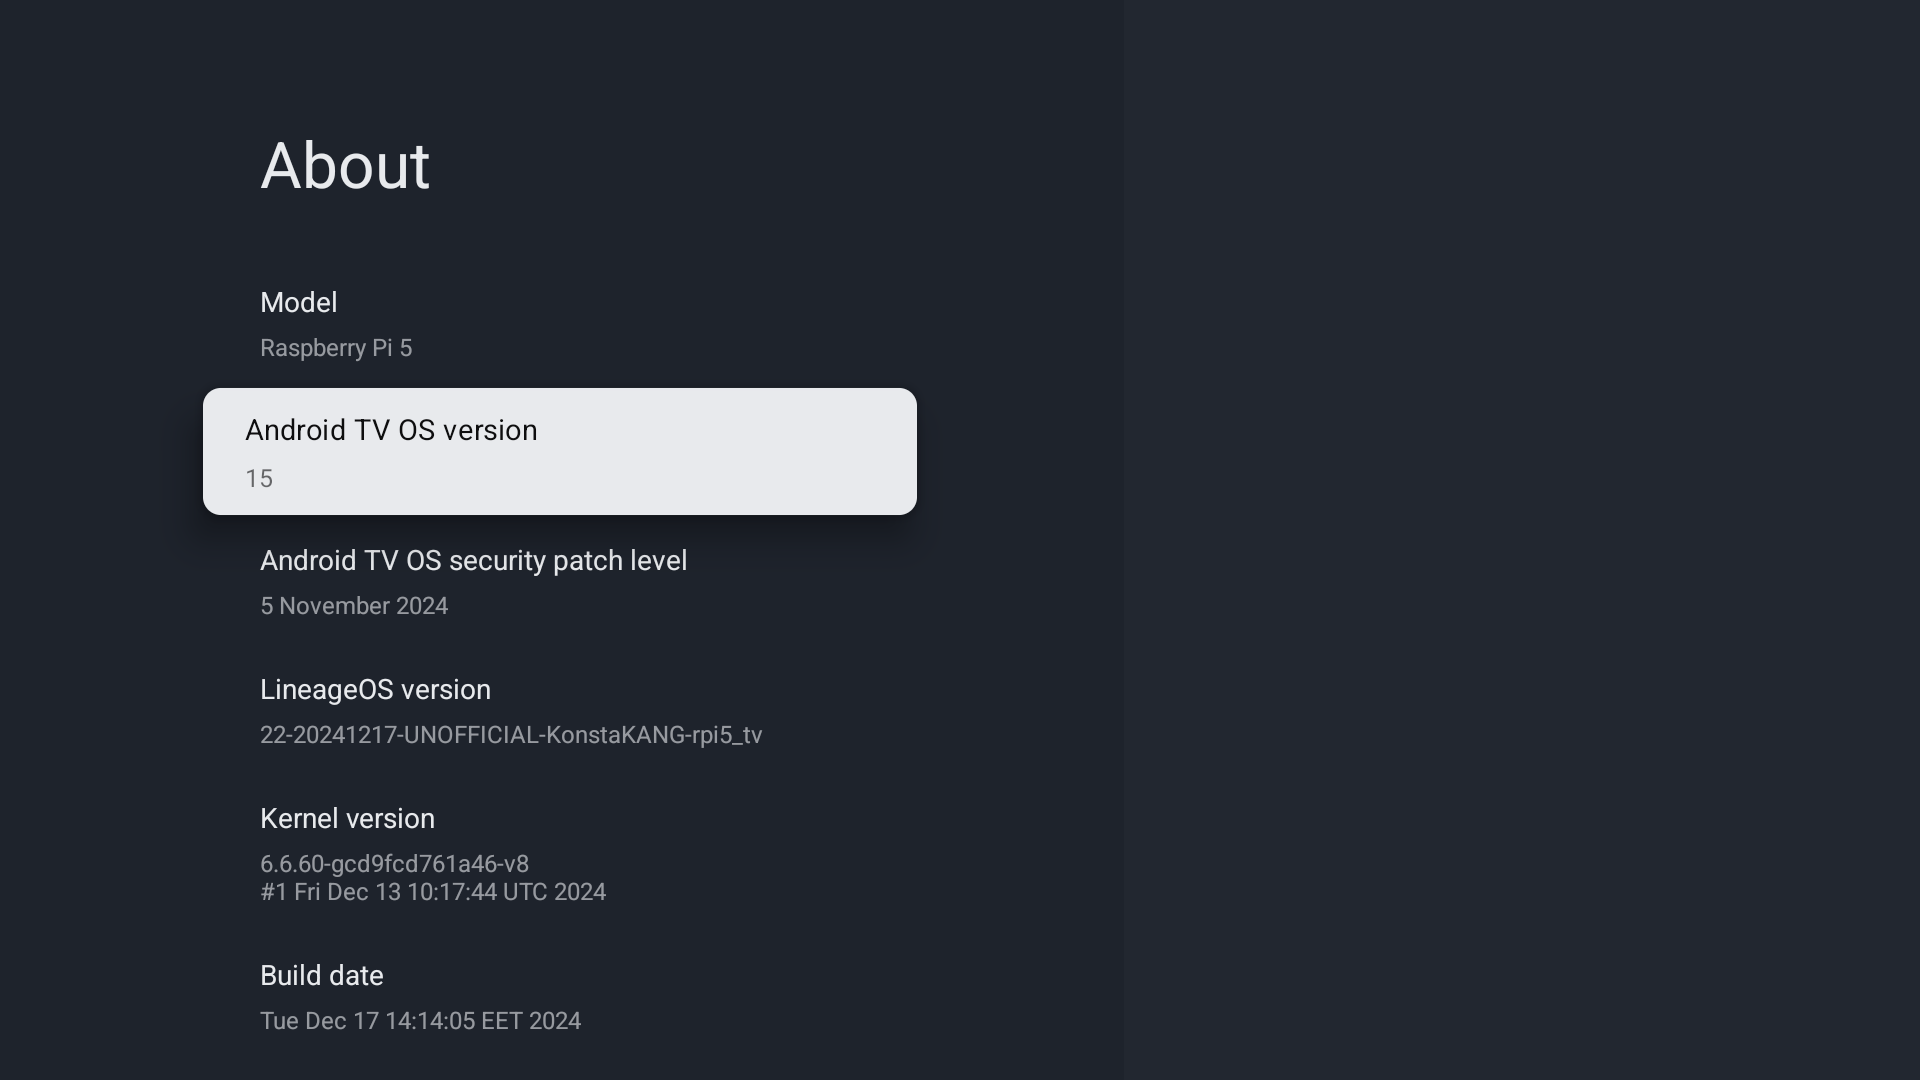 About
Model
Raspberry Pi 5
Android TV OS version
15
Android TV OS security patch level
5 November 2024
LineageOS version
22-20241217-UNOFFICIAL-KonstaKANG-rpi5_tv
Kernel version
6.6.60-gcd9fcd761a46-v8
#1 Fri Dec 13 10:17:44 UTC 2024
Build date
Tue Dec 17 14:14:05 EET 2024